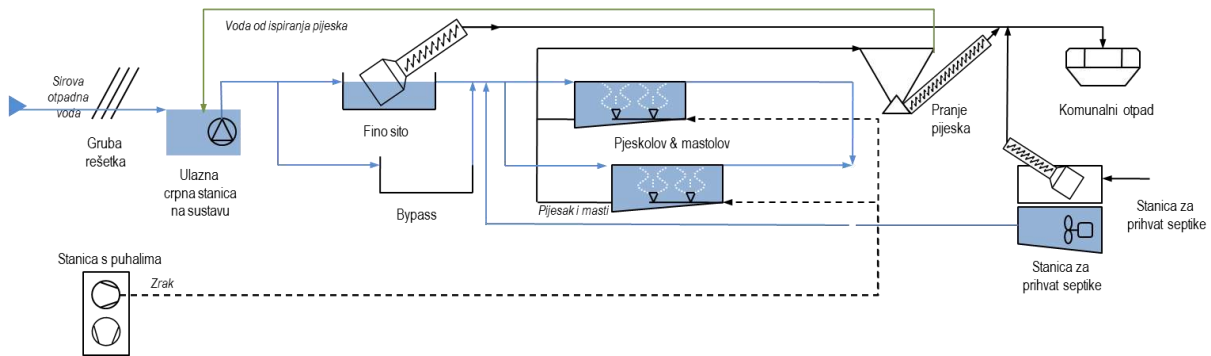 Voda od ispiranja pijeska
Sirova
otpadna
voda
Gruba
rešetka
Ulazna
crpna stanica
na sustavu
Fino sito
Bypass
Pjeskolov & mastolov
Pijesak i masti
Pranje
pijeska
Komunalni otpad
Stanica za
prihvat septike
Stanica za
prihvat septike
Stanica s puhalima
Zrak